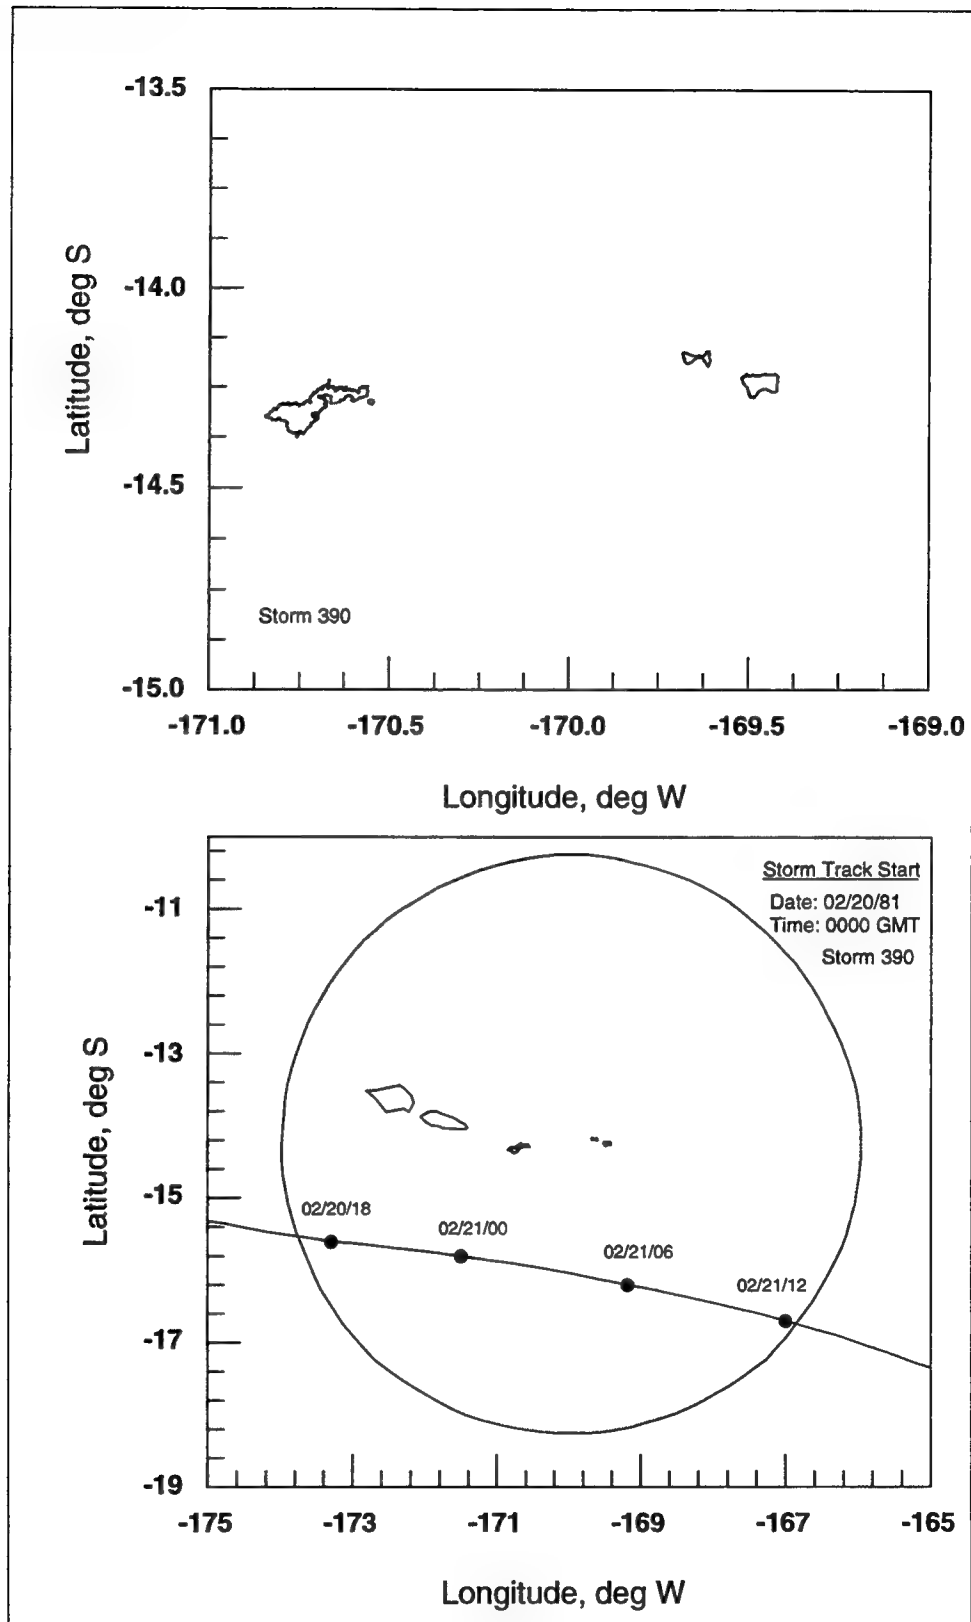 -13.5
-14.0
-14.5
-15.0
Latitude, deg S
Storm 390
-171.0 -170.5 -170.0 -169.5 -169.0
Longitude, deg W
Storm Track Start
Date: 02/20/81
Time: 0000 GMT
Storm 390
-11
-13
-15
-17
-19
Latitude, deg S
02/20/18
02/21/00
02/21/06
02/21/12
-175 -173 -171 -169 -167 -165
Longitude, deg W